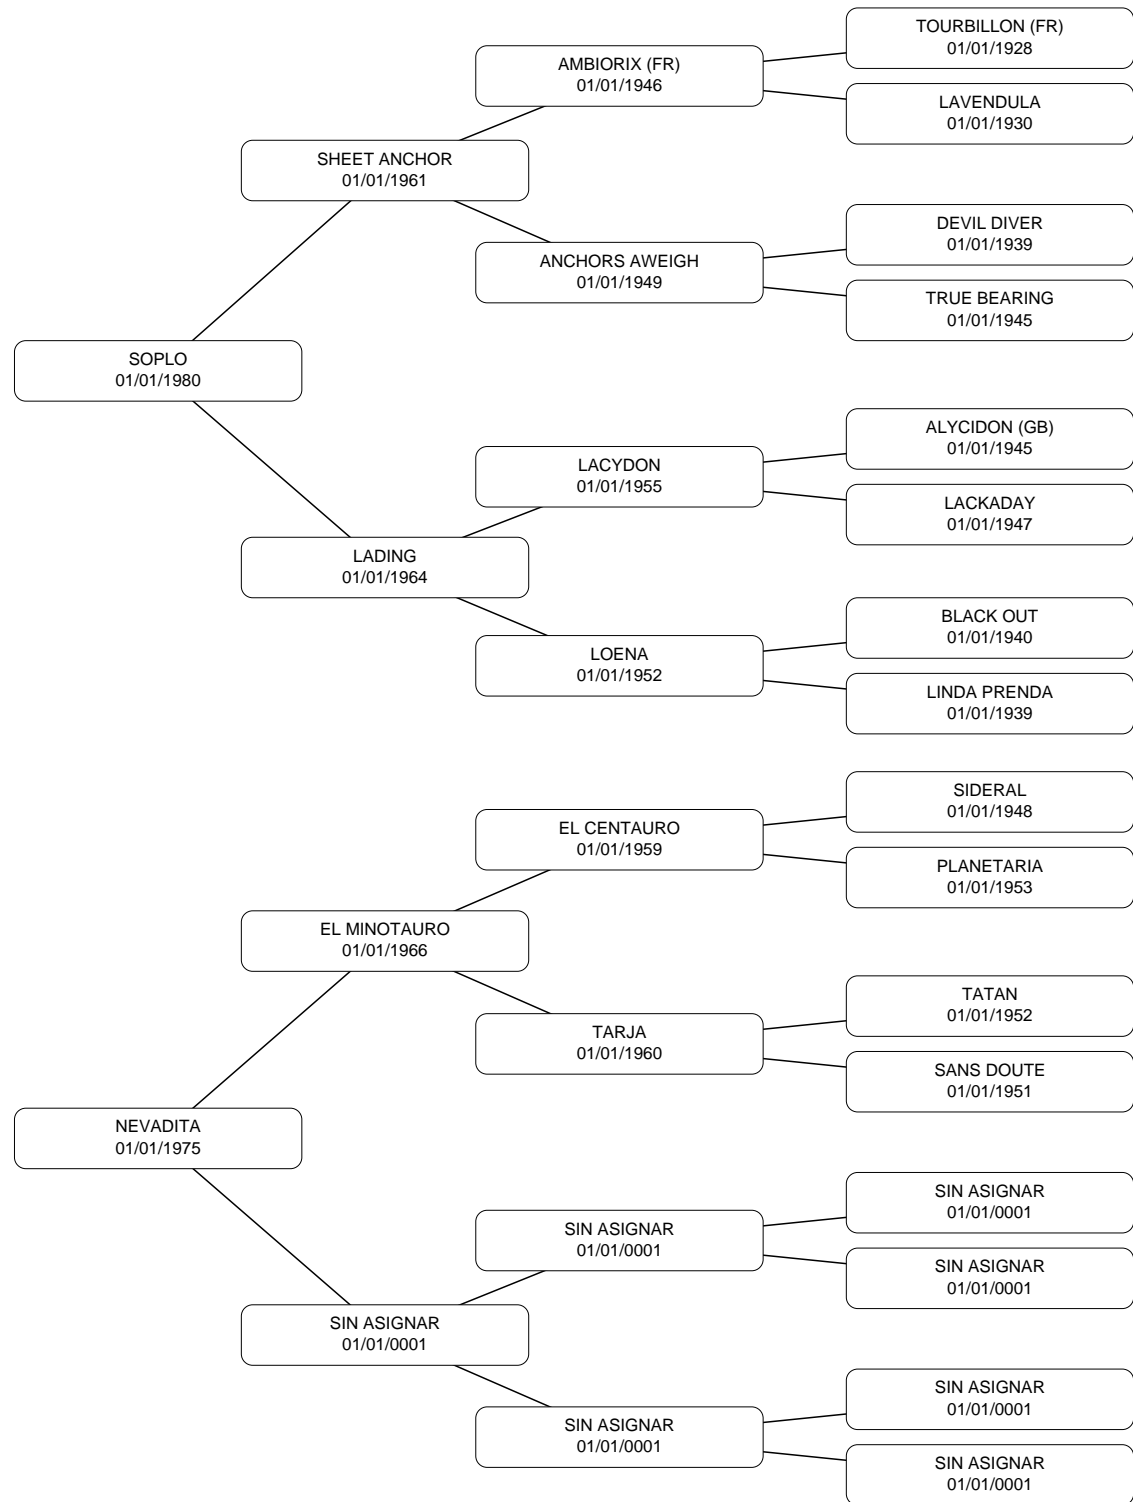 TOURBILLON (FR)
01/01/1928
AMBIORIX (FR)
01/01/1946
LAVENDULA
01/01/1930
SHEET ANCHOR
01/01/1961
DEVIL DIVER
01/01/1939
ANCHORS AWEIGH
01/01/1949
TRUE BEARING
01/01/1945
SOPLO
01/01/1980
ALYCIDON (GB)
01/01/1945
LACYDON
01/01/1955
LACKADAY
01/01/1947
LADING
01/01/1964
BLACK OUT
01/01/1940
LOENA
01/01/1952
LINDA PRENDA
01/01/1939
SIDERAL
01/01/1948
EL CENTAURO
01/01/1959
PLANETARIA
01/01/1953
EL MINOTAURO
01/01/1966
TATAN
01/01/1952
TARJA
01/01/1960
SANS DOUTE
01/01/1951
NEVADITA
01/01/1975
SIN ASIGNAR
01/01/0001
SIN ASIGNAR
01/01/0001
SIN ASIGNAR
01/01/0001
SIN ASIGNAR
01/01/0001
SIN ASIGNAR
01/01/0001
SIN ASIGNAR
01/01/0001
SIN ASIGNAR
01/01/0001